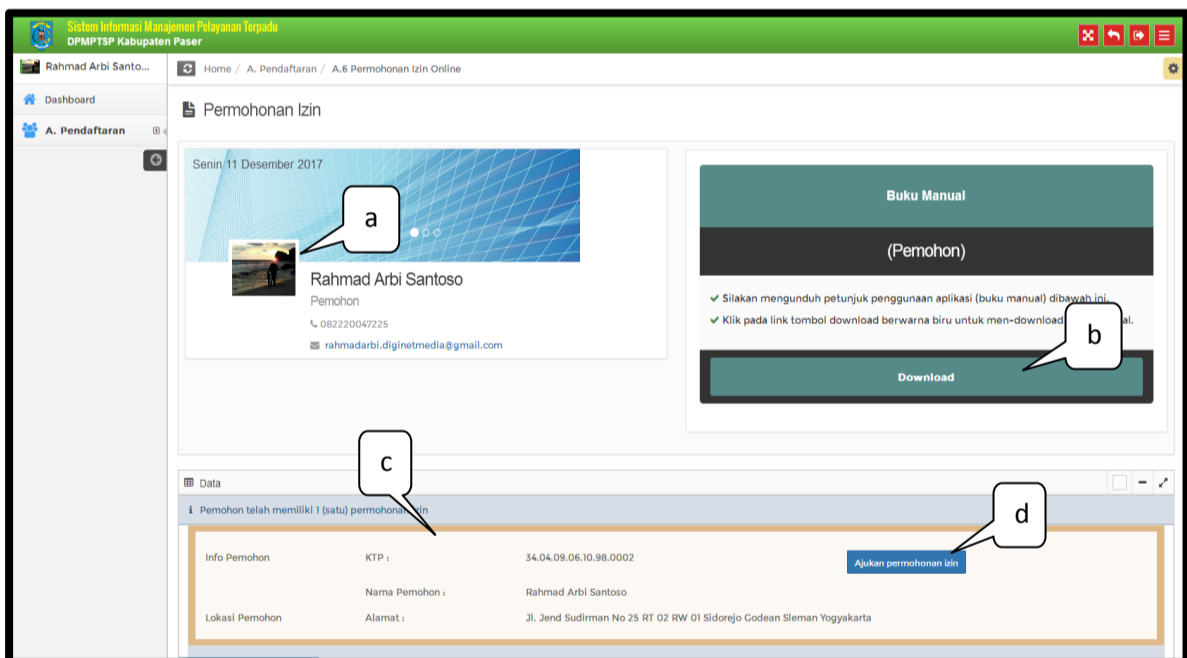 Sistem Informasi Manajemen Pelayanan Terpadu
DPMPTSP Kabupaten Paser
Rahmad Arbi Santo...
Home / A. Pendaftaran / A.6 Permohonan Izin Online
Dashboard
A. Pendaftaran
Permohonan Izin
Senin 11 Desember 2017
a
Rahmad Arbi Santoso
Pemohon
082220047225
rahmadarbi.diginetmedia@gmail.com
Buku Manual
(Pemohon)
Silakan mengunduh petunjuk penggunaan aplikasi (buku manual) dibawah ini.
Klik pada link tombol download berwarna biru untuk men-download al.
b
Download
c
Data
Pemohon telah memiliki 1 (satu) permohonan izin
d
Info Pemohon KTP : 34.04.09.06.10.98.0002 Ajukan permohonan izin
Nama Pemohon : Rahmad Arbi Santoso
Lokasi Pemohon Alamat : Jl. Jend Sudirman No 25 RT 02 RW 01 Sidorejo Godean Sleman Yogyakarta